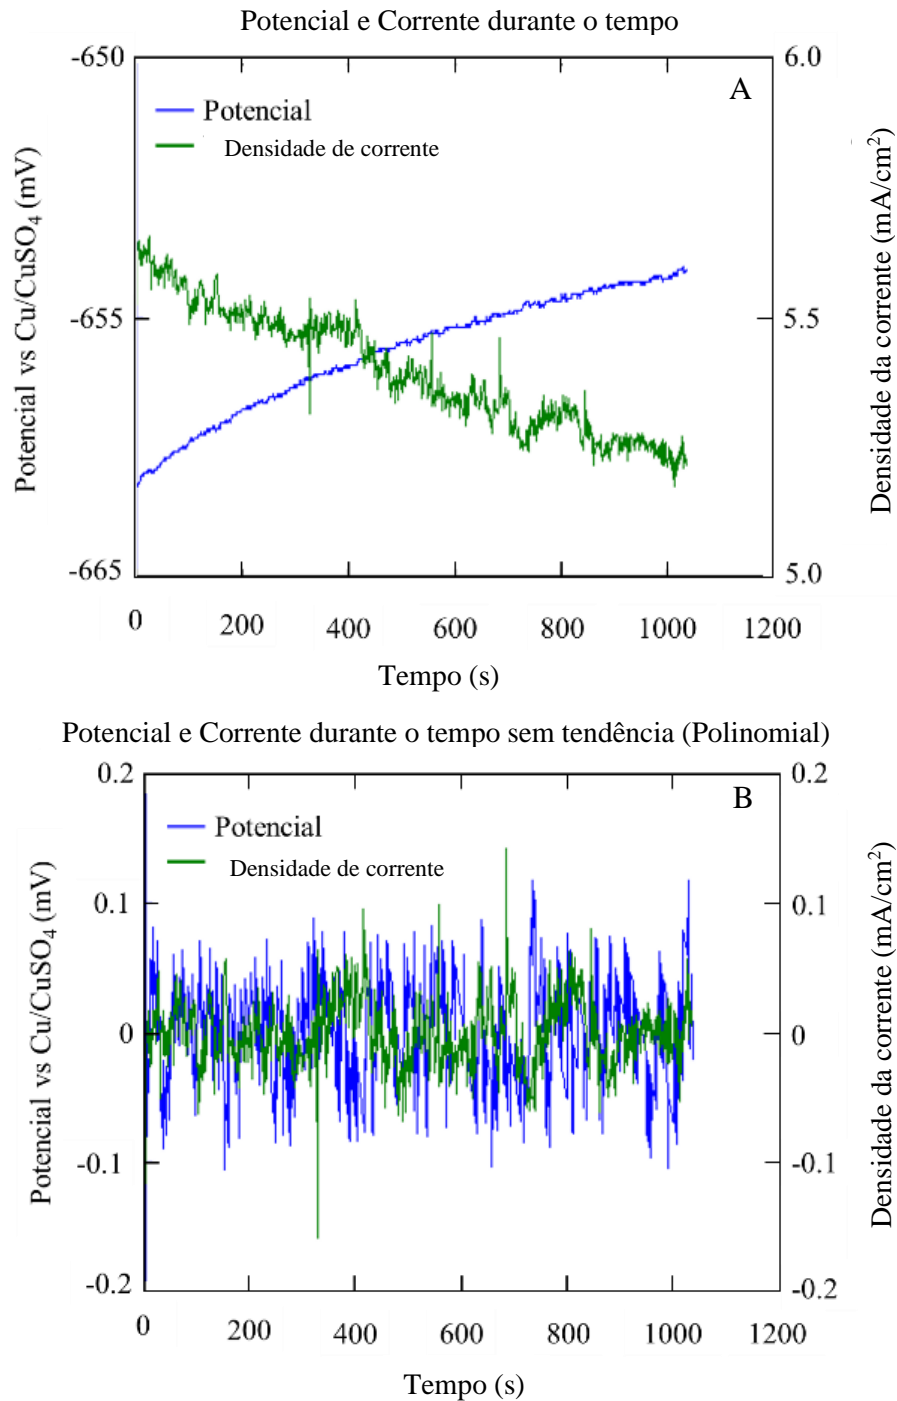 Potencial e Corrente durante o tempo
A
-650
-655
-665
6.0
5.5
5.0
Potencial
Densidade de corrente
Potencial vs Cu/CuSO4 (mV)
Densidade da corrente (mA/cm²)
0 200 400 600 800 1000 1200
Tempo (s)
Potencial e Corrente durante o tempo sem tendência (Polinomial)
B
0.2
0.1
0
-0.1
-0.2
0.2
0.1
0
-0.1
-0.2
Potencial
Densidade de corrente
Potencial vs Cu/CuSO4 (mV)
Densidade da corrente (mA/cm²)
0 200 400 600 800 1000 1200
Tempo (s)